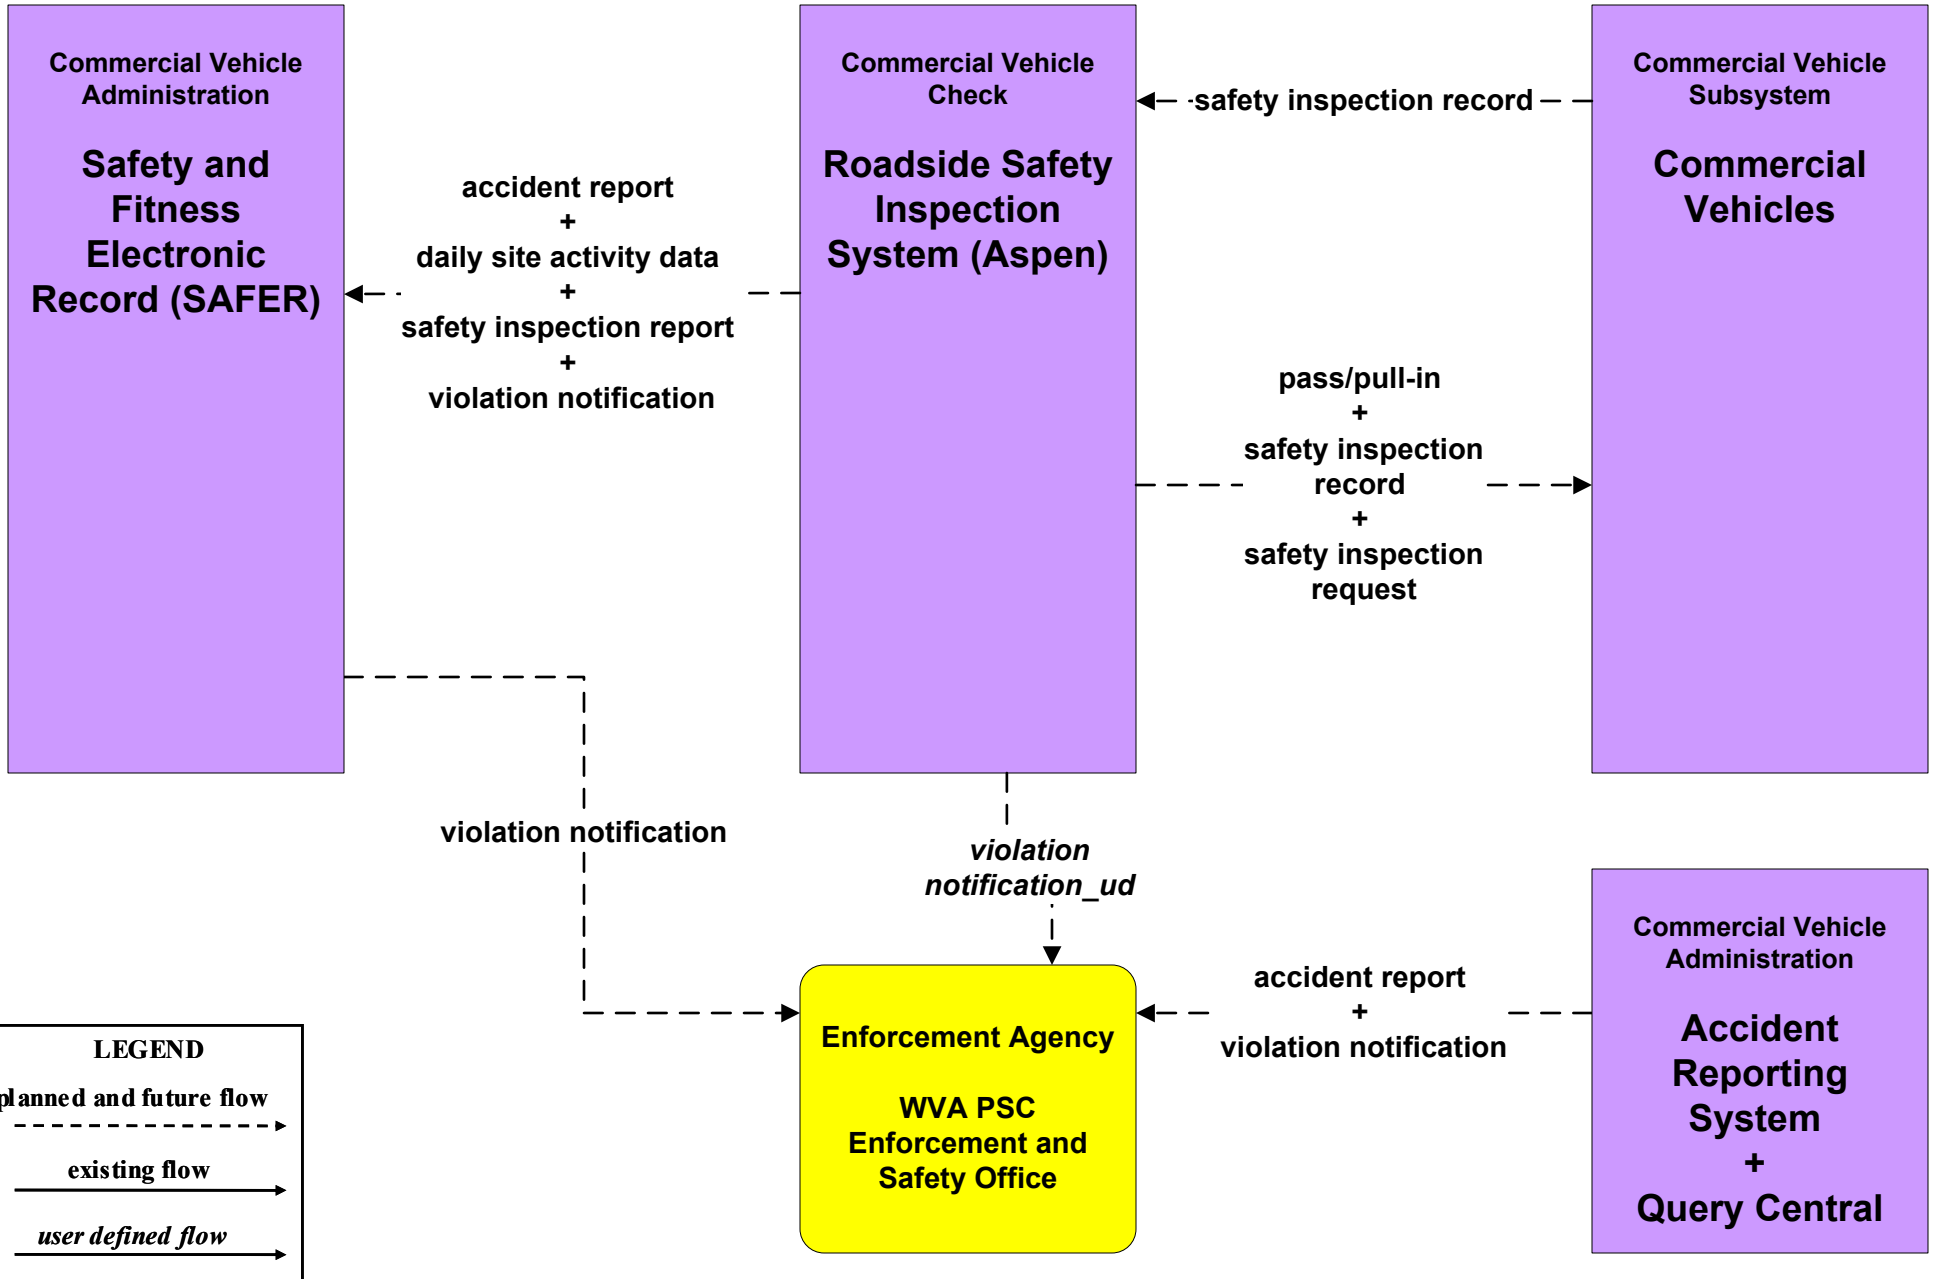 Commercial Vehicle
Administration
Safety and
Fitness
Electronic
Record (SAFER)
accident report
+
daily site activity data
+
safety inspection report
+
violation notification
Commercial Vehicle
Check
Roadside Safety
Inspection
System (Aspen)
safety inspection record
Commercial Vehicle
Subsystem
Commercial
Vehicles
pass/pull-in
+
safety inspection
record
+
safety inspection
request
violation notification
violation
notification_ud
Enforcement Agency
WVA PSC
Enforcement and
Safety Office
accident report
+
violation notification
Commercial Vehicle
Administration
Accident
Reporting
System
+
Query Central
LEGEND
planned and future flow
existing flow
user defined flow